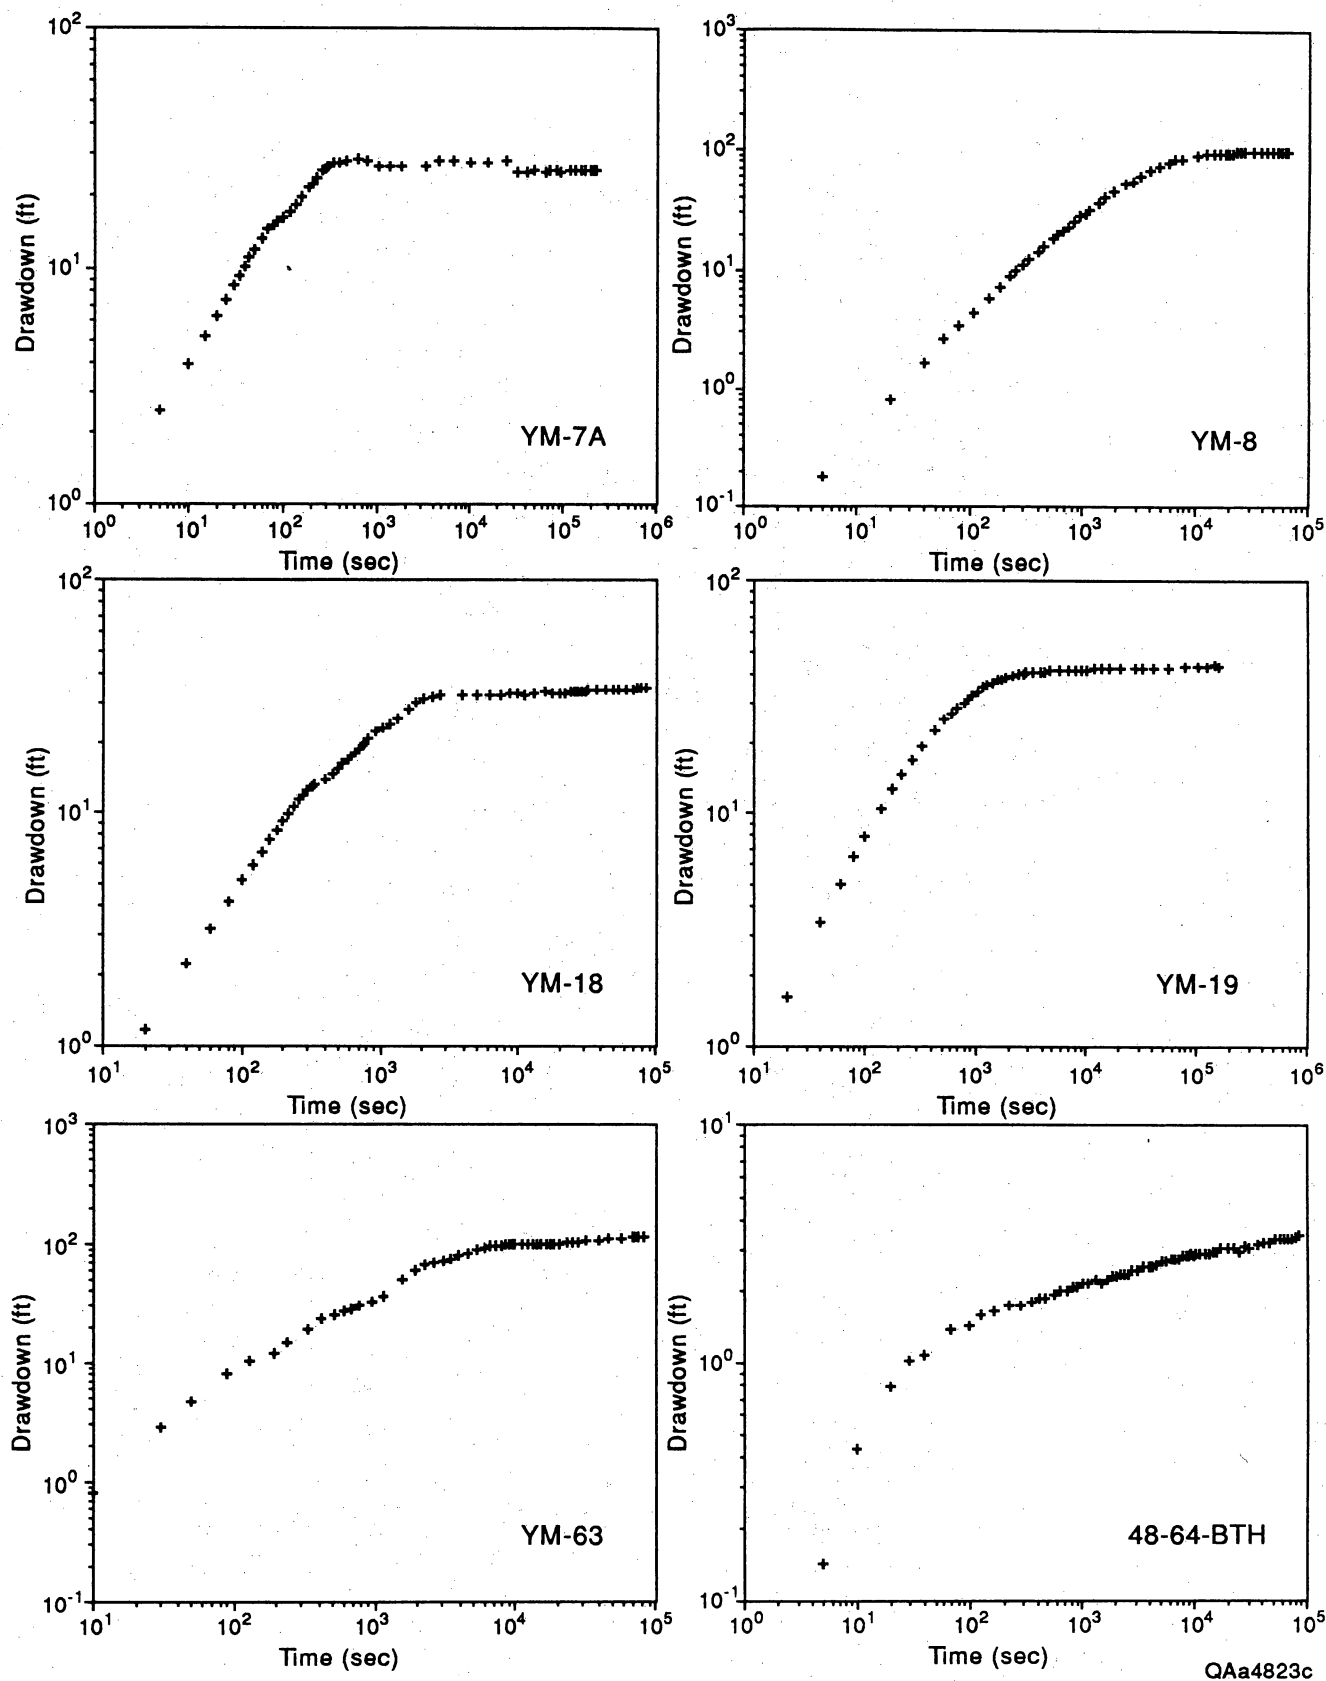 10²
10¹
10⁰
Drawdown (ft)
YM-7A
10⁰ 10¹ 10² 10³ 10⁴ 10⁵ 10⁶
Time (sec)
10³
10²
10¹
10⁰
10⁻¹
Drawdown (ft)
YM-8
10⁰ 10¹ 10² 10³ 10⁴ 10⁵
Time (sec)
10²
10¹
10⁰
Drawdown (ft)
YM-18
10¹ 10² 10³ 10⁴ 10⁵
Time (sec)
10²
10¹
10⁰
Drawdown (ft)
YM-19
10¹ 10² 10³ 10⁴ 10⁵ 10⁶
Time (sec)
10³
10²
10¹
10⁰
10⁻¹
Drawdown (ft)
YM-63
10¹ 10² 10³ 10⁴ 10⁵
Time (sec)
10¹
10⁰
10⁻¹
Drawdown (ft)
48-64-BTH
10⁰ 10¹ 10² 10³ 10⁴ 10⁵
Time (sec)
QAa4823c